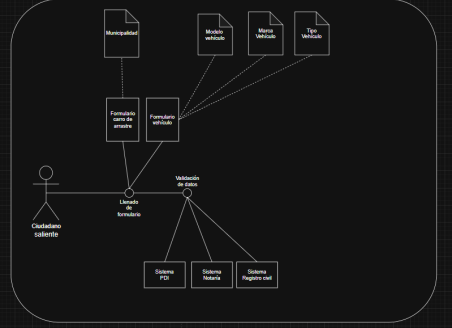 Municipalidad
Modelo
vehículo
Marca
Vehículo
Tipo
Vehículo
Formulario
carro de
arrastre
Formulario
vehículo
Validación
de datos
Llenado
de
formulario
Ciudadano
saliente
Sistema
PDI
Sistema
Notaría
Sistema
Registro civil